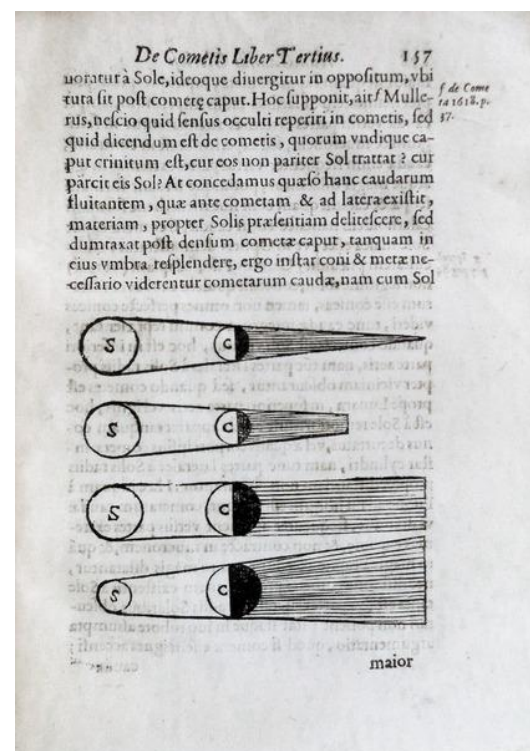 De Cometis Liber Tertius. 157
uoratur à Sole, ideoque diuergitur in oppositum, vbi
tuta sit post cometę caput. Hoc supponit, ait f Mulle-
rus, nescio quid sensus occulti reperiri in cometis, sed
quid dicendum est de cometis, quorum vndique ca-
put crinitum est, cur eos non pariter Sol tractat? cur
parcit eis Sol? At concedamus quæso hanc caudarum
fluitantem, quæ ante cometam & ad latera existit,
materiam, propter Solis præsentiam delitescere, sed
dumtaxat post densum cometæ caput, tanquam in
eius vmbra resplendere, ergo instar coni & metæ ne-
cessario viderentur cometarum caudæ, nam cum Sol
f de Come
ta 1618. p.
37.
S C
S C
S C
S C
maior